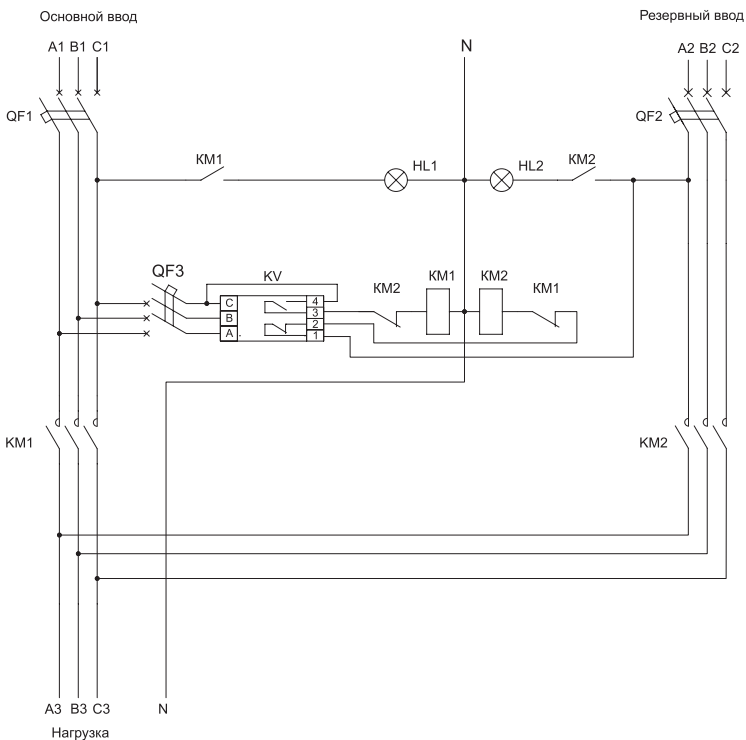 Основной ввод
Резервный ввод
A1 B1 C1
N
A2 B2 C2
QF1
QF2
KM1
HL1
HL2
KM2
QF3
KV
KM2
KM1
KM2
KM1
C
4
3
B
2
A
1
KM1
KM2
A3 B3 C3
N
Нагрузка